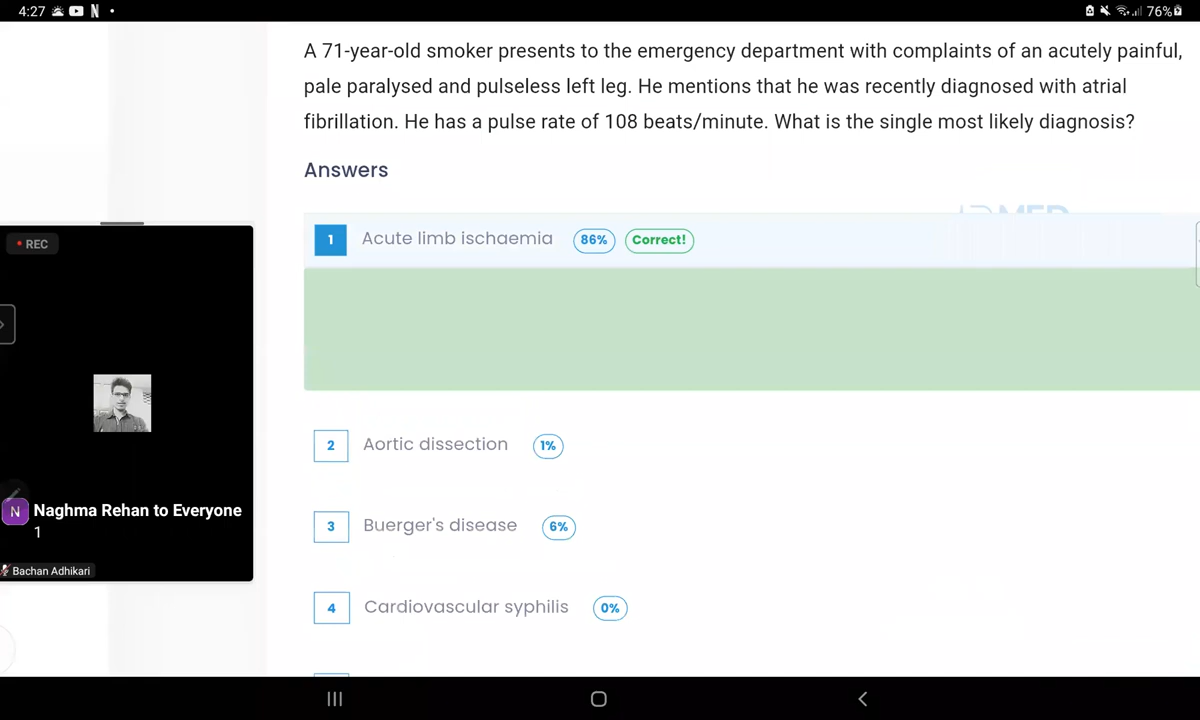 4:27
76%
A 71-year-old smoker presents to the emergency department with complaints of an acutely painful,
pale paralysed and pulseless left leg. He mentions that he was recently diagnosed with atrial
fibrillation. He has a pulse rate of 108 beats/minute. What is the single most likely diagnosis?
Answers
REC
1 Acute limb ischaemia 86% Correct!
2 Aortic dissection 1%
3 Buerger's disease 6%
4 Cardiovascular syphilis 0%
N Naghma Rehan to Everyone
1
Bachan Adhikari